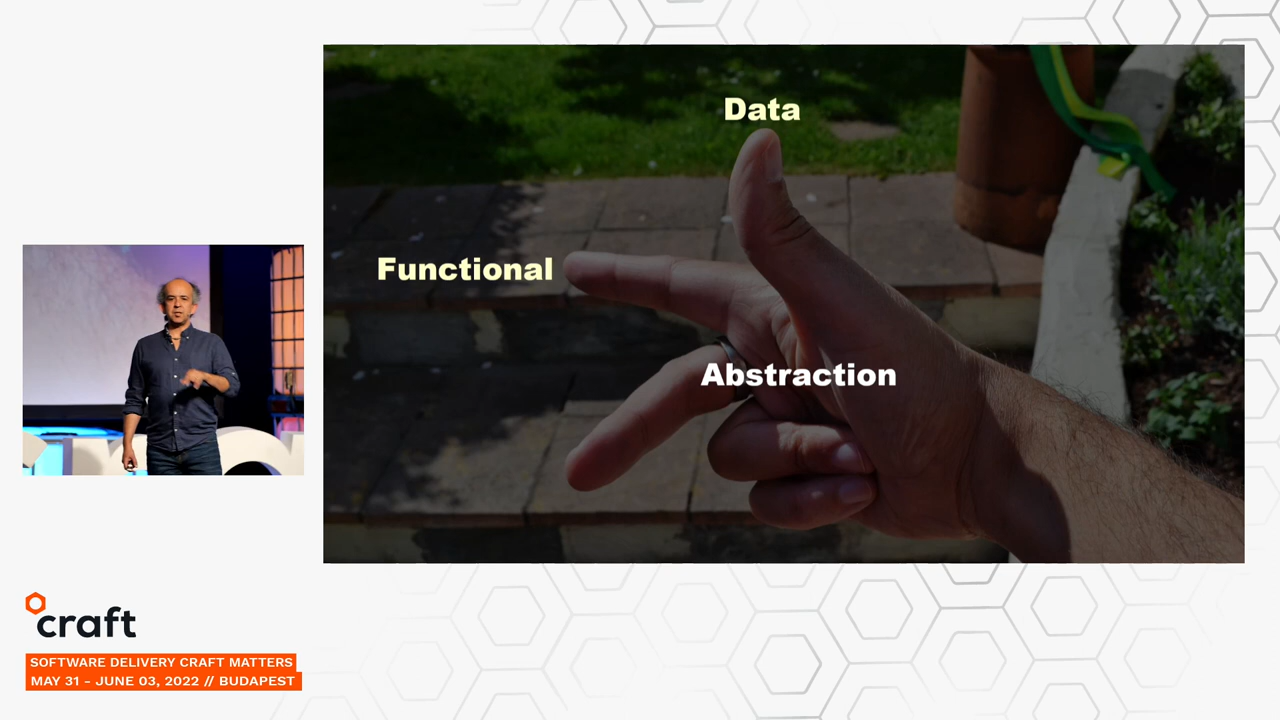 Data
Functional
Abstraction
craft
SOFTWARE DELIVERY CRAFT MATTERS
MAY 31 - JUNE 03, 2022 // BUDAPEST